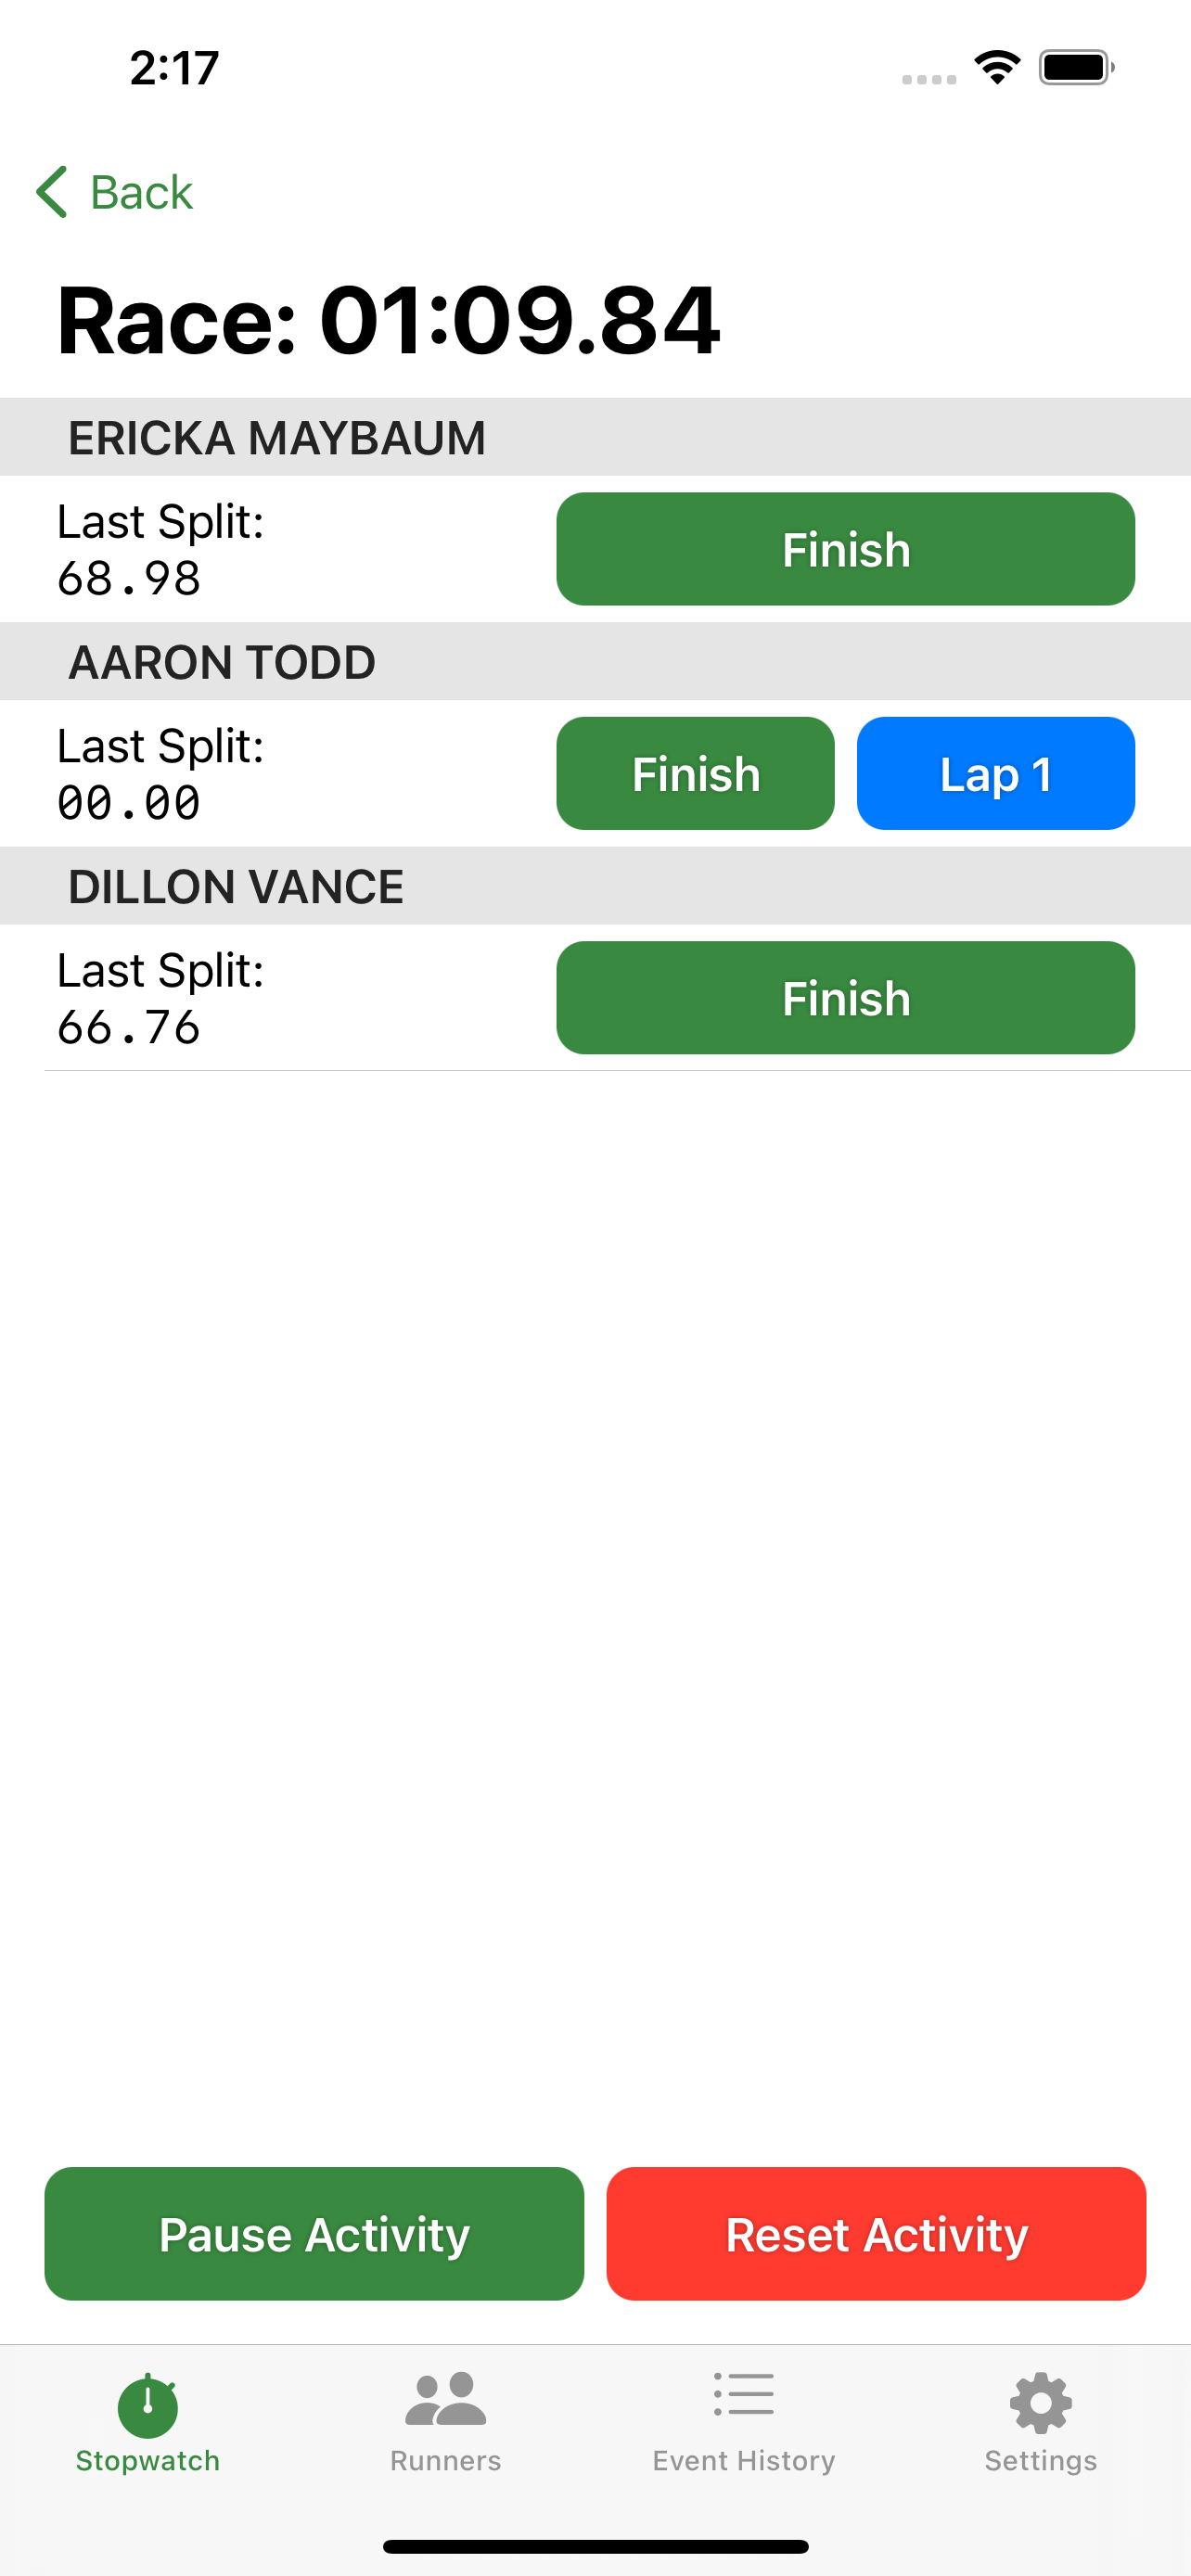 2:17
Back
Race: 01:09.84
ERICKA MAYBAUM
Last Split:
68.98
Finish
AARON TODD
Last Split:
00.00
Finish
Lap 1
DILLON VANCE
Last Split:
66.76
Finish
Pause Activity
Reset Activity
Stopwatch
Runners
Event History
Settings